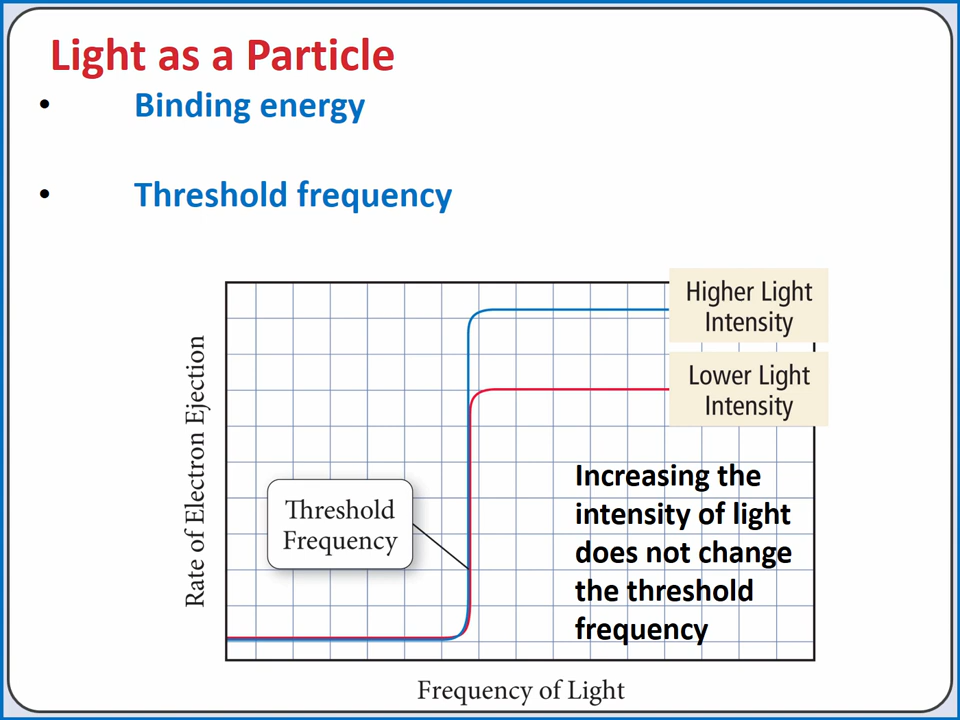 Light as a Particle
• Binding energy
• Threshold frequency
Higher Light
Intensity
Lower Light
Intensity
Rate of Electron Ejection
Threshold
Frequency
Increasing the
intensity of light
does not change
the threshold
frequency
Frequency of Light